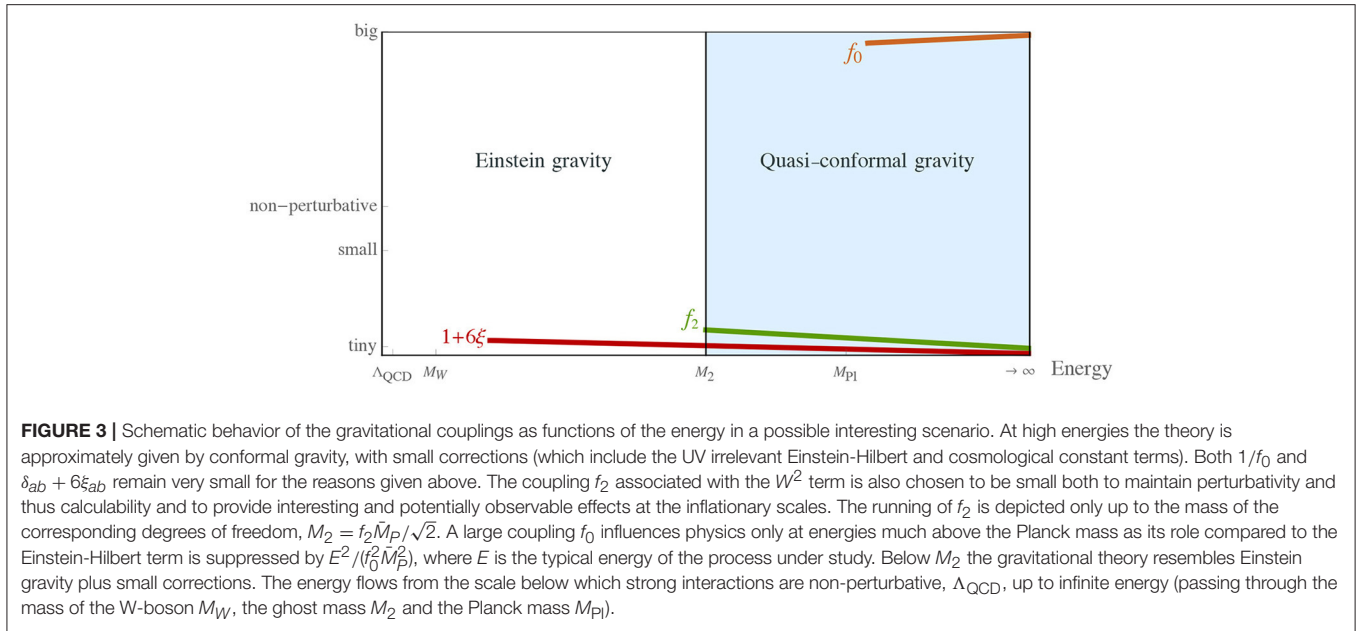 big
f₀
Einstein gravity
Quasi–conformal gravity
non–perturbative
small
f₂
1+6ξ
tiny
Λ_QCD M_W M₂ M_Pl → ∞ Energy
FIGURE 3 | Schematic behavior of the gravitational couplings as functions of the energy in a possible interesting scenario. At high energies the theory is
approximately given by conformal gravity, with small corrections (which include the UV irrelevant Einstein-Hilbert and cosmological constant terms). Both 1/f₀ and
δ_ab + 6ξ_ab remain very small for the reasons given above. The coupling f₂ associated with the W² term is also chosen to be small both to maintain perturbativity and
thus calculability and to provide interesting and potentially observable effects at the inflationary scales. The running of f₂ is depicted only up to the mass of the
corresponding degrees of freedom, M₂ = f₂M̄_P/√2. A large coupling f₀ influences physics only at energies much above the Planck mass as its role compared to the
Einstein-Hilbert term is suppressed by E²/(f₀²M̄_P²), where E is the typical energy of the process under study. Below M₂ the gravitational theory resembles Einstein
gravity plus small corrections. The energy flows from the scale below which strong interactions are non-perturbative, Λ_QCD, up to infinite energy (passing through the
mass of the W-boson M_W, the ghost mass M₂ and the Planck mass M_Pl).